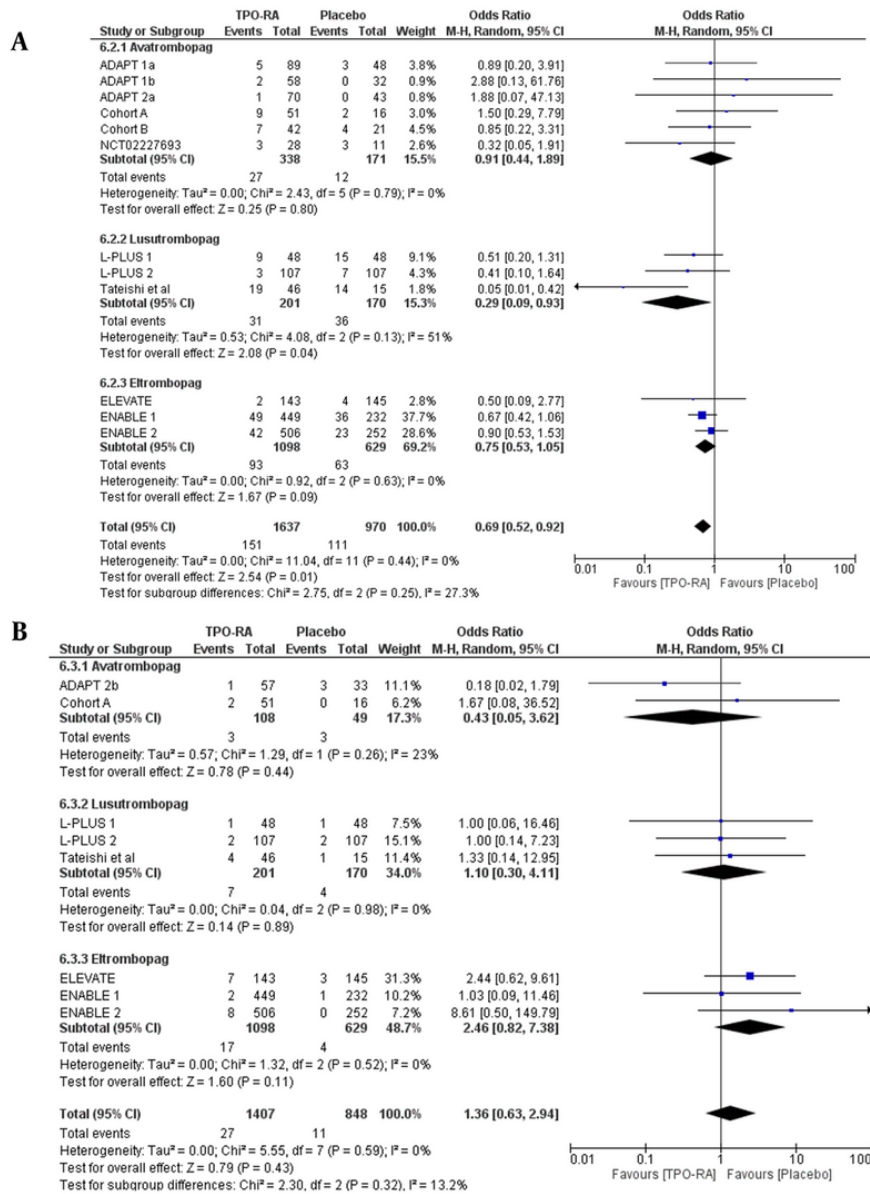 A
TPO-RA Placebo Odds Ratio Odds Ratio
Study or Subgroup Events Total Events Total Weight M-H, Random, 95% CI M-H, Random, 95% CI
6.2.1 Avatrombopag
ADAPT 1a 5 89 3 48 3.8% 0.89 [0.20, 3.91]
ADAPT 1b 2 58 0 32 0.9% 2.88 [0.13, 61.76]
ADAPT 2a 1 70 0 43 0.8% 1.88 [0.07, 47.13]
Cohort A 9 51 2 16 3.0% 1.50 [0.29, 7.79]
Cohort B 7 42 4 21 4.5% 0.85 [0.22, 3.31]
NCT02227693 3 28 3 11 2.6% 0.32 [0.05, 1.91]
Subtotal (95% CI) 338 171 15.5% 0.91 [0.44, 1.89]
Total events 27 12
Heterogeneity: Tau² = 0.00; Chi² = 2.43, df = 5 (P = 0.79); I² = 0%
Test for overall effect: Z = 0.25 (P = 0.80)
6.2.2 Lusutrombopag
L-PLUS 1 9 48 15 48 9.1% 0.51 [0.20, 1.31]
L-PLUS 2 3 107 7 107 4.3% 0.41 [0.10, 1.64]
Tateishi et al 19 46 14 15 1.8% 0.05 [0.01, 0.42]
Subtotal (95% CI) 201 170 15.3% 0.29 [0.09, 0.93]
Total events 31 36
Heterogeneity: Tau² = 0.53; Chi² = 4.08, df = 2 (P = 0.13); I² = 51%
Test for overall effect: Z = 2.08 (P = 0.04)
6.2.3 Eltrombopag
ELEVATE 2 143 4 145 2.8% 0.50 [0.09, 2.77]
ENABLE 1 49 449 36 232 37.7% 0.67 [0.42, 1.06]
ENABLE 2 42 506 23 252 28.6% 0.90 [0.53, 1.53]
Subtotal (95% CI) 1098 629 69.2% 0.75 [0.53, 1.05]
Total events 93 63
Heterogeneity: Tau² = 0.00; Chi² = 0.92, df = 2 (P = 0.63); I² = 0%
Test for overall effect: Z = 1.67 (P = 0.09)
Total (95% CI) 1637 970 100.0% 0.69 [0.52, 0.92]
Total events 151 111
Heterogeneity: Tau² = 0.00; Chi² = 11.04, df = 11 (P = 0.44); I² = 0%
Test for overall effect: Z = 2.54 (P = 0.01)
Test for subgroup differences: Chi² = 2.75, df = 2 (P = 0.25), I² = 27.3%
0.01 0.1 1 10 100
Favours [TPO-RA] Favours [Placebo]
B
TPO-RA Placebo Odds Ratio Odds Ratio
Study or Subgroup Events Total Events Total Weight M-H, Random, 95% CI M-H, Random, 95% CI
6.3.1 Avatrombopag
ADAPT 2b 1 57 3 33 11.1% 0.18 [0.02, 1.79]
Cohort A 2 51 0 16 6.2% 1.67 [0.08, 36.52]
Subtotal (95% CI) 108 49 17.3% 0.43 [0.05, 3.62]
Total events 3 3
Heterogeneity: Tau² = 0.57; Chi² = 1.29, df = 1 (P = 0.26); I² = 23%
Test for overall effect: Z = 0.78 (P = 0.44)
6.3.2 Lusutrombopag
L-PLUS 1 1 48 1 48 7.5% 1.00 [0.06, 16.46]
L-PLUS 2 2 107 2 107 15.1% 1.00 [0.14, 7.23]
Tateishi et al 4 46 1 15 11.4% 1.33 [0.14, 12.95]
Subtotal (95% CI) 201 170 34.0% 1.10 [0.30, 4.11]
Total events 7 4
Heterogeneity: Tau² = 0.00; Chi² = 0.04, df = 2 (P = 0.98); I² = 0%
Test for overall effect: Z = 0.14 (P = 0.89)
6.3.3 Eltrombopag
ELEVATE 7 143 3 145 31.3% 2.44 [0.62, 9.61]
ENABLE 1 2 449 1 232 10.2% 1.03 [0.09, 11.46]
ENABLE 2 8 506 0 252 7.2% 8.61 [0.50, 149.79]
Subtotal (95% CI) 1098 629 48.7% 2.46 [0.82, 7.38]
Total events 17 4
Heterogeneity: Tau² = 0.00; Chi² = 1.32, df = 2 (P = 0.52); I² = 0%
Test for overall effect: Z = 1.60 (P = 0.11)
Total (95% CI) 1407 848 100.0% 1.36 [0.63, 2.94]
Total events 27 11
Heterogeneity: Tau² = 0.00; Chi² = 5.55, df = 7 (P = 0.59); I² = 0%
Test for overall effect: Z = 0.79 (P = 0.43)
Test for subgroup differences: Chi² = 2.30, df = 2 (P = 0.32), I² = 13.2%
0.01 0.1 1 10 100
Favours [TPO-RA] Favours [Placebo]